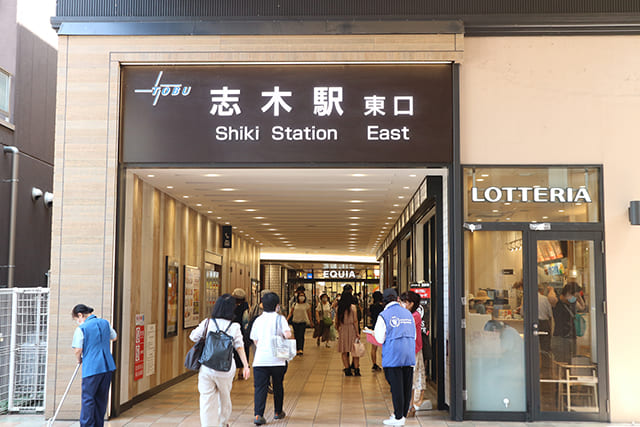 TOBU
志木駅 東口
Shiki Station East
LOTTERIA
EQUIA